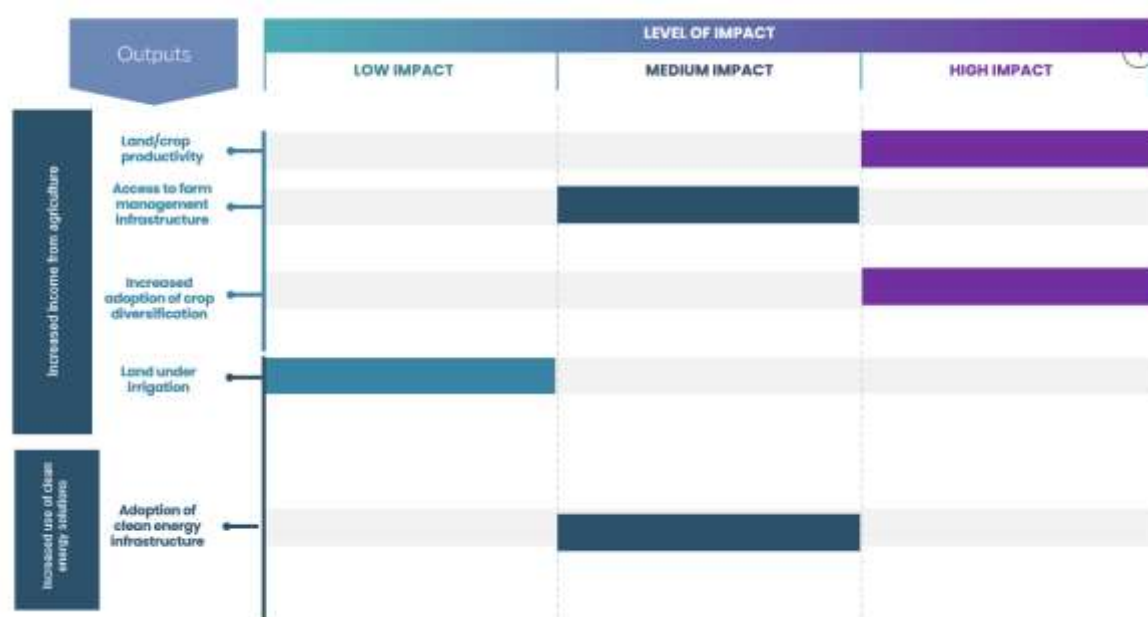 Outputs
LEVEL OF IMPACT
LOW IMPACT
MEDIUM IMPACT
HIGH IMPACT
Increased income from agriculture
Land/crop
productivity
Access to farm
management
infrastructure
Increased
adoption of crop
diversification
Land under
irrigation
Increased use of clean
energy solutions
Adoption of
clean energy
infrastructure